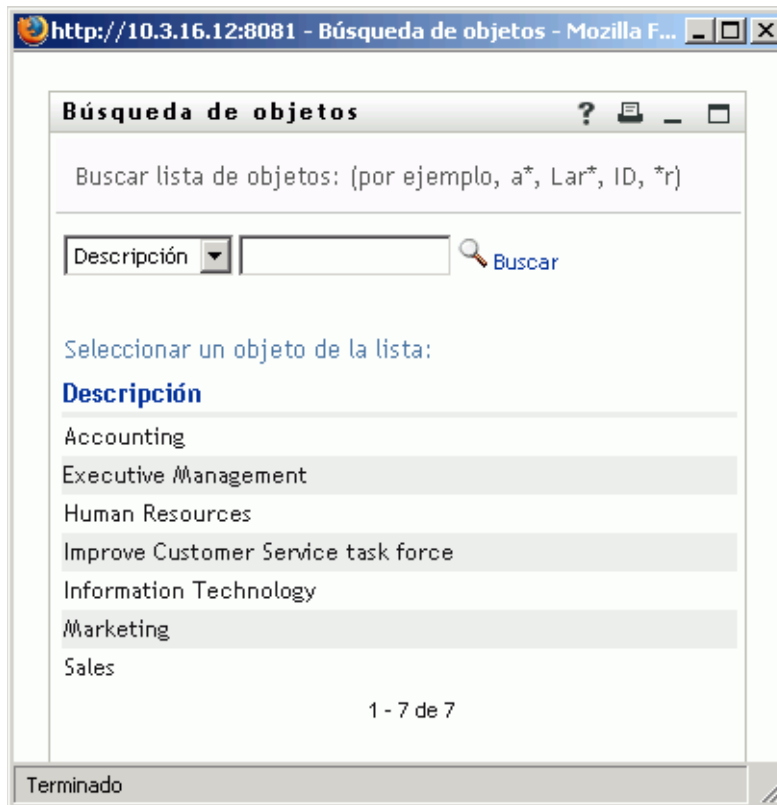 http://10.3.16.12:8081 - Búsqueda de objetos - Mozilla F...
Búsqueda de objetos ?
Buscar lista de objetos: (por ejemplo, a*, Lar*, ID, *r)
Descripción Buscar
Seleccionar un objeto de la lista:
Descripción
Accounting
Executive Management
Human Resources
Improve Customer Service task force
Information Technology
Marketing
Sales
1 - 7 de 7
Terminado